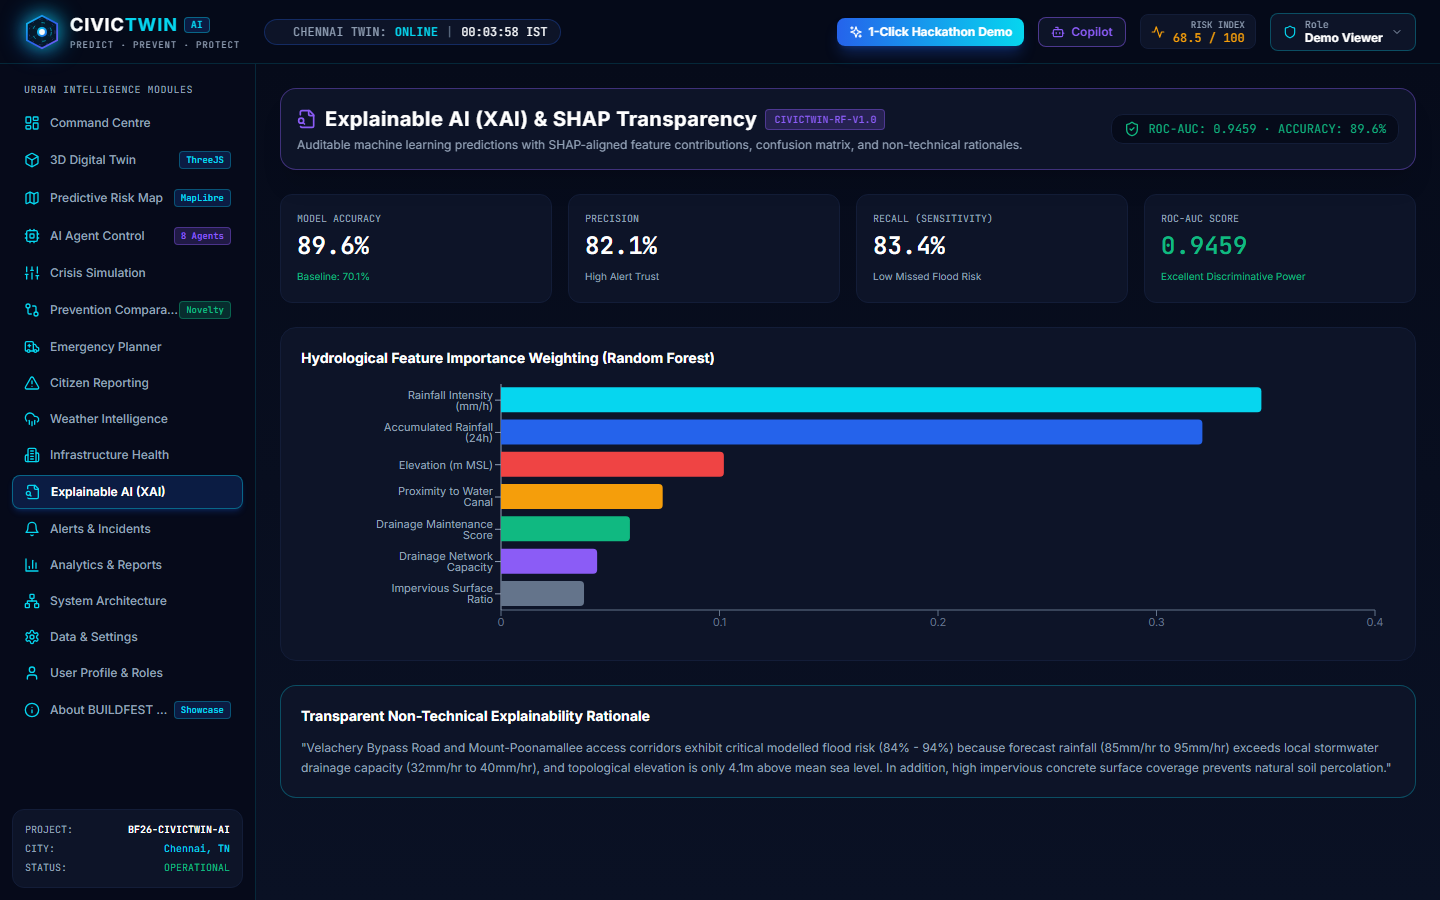 CIVICTWIN AI
PREDICT · PREVENT · PROTECT
CHENNAI TWIN: ONLINE | 00:03:58 IST
1-Click Hackathon Demo
Copilot
RISK INDEX
68.5 / 100
Role
Demo Viewer
URBAN INTELLIGENCE MODULES
Command Centre
3D Digital Twin ThreeJS
Predictive Risk Map MapLibre
AI Agent Control 8 Agents
Crisis Simulation
Prevention Compara... Novelty
Emergency Planner
Citizen Reporting
Weather Intelligence
Infrastructure Health
Explainable AI (XAI)
Alerts & Incidents
Analytics & Reports
System Architecture
Data & Settings
User Profile & Roles
About BUILDFEST ... Showcase
PROJECT: BF26-CIVICTWIN-AI
CITY: Chennai, TN
STATUS: OPERATIONAL
Explainable AI (XAI) & SHAP Transparency CIVICTWIN-RF-V1.0
Auditable machine learning predictions with SHAP-aligned feature contributions, confusion matrix, and non-technical rationales.
ROC-AUC: 0.9459 · ACCURACY: 89.6%
MODEL ACCURACY
89.6%
Baseline: 70.1%
PRECISION
82.1%
High Alert Trust
RECALL (SENSITIVITY)
83.4%
Low Missed Flood Risk
ROC-AUC SCORE
0.9459
Excellent Discriminative Power
Hydrological Feature Importance Weighting (Random Forest)
Rainfall Intensity
(mm/h)
Accumulated Rainfall
(24h)
Elevation (m MSL)
Proximity to Water
Canal
Drainage Maintenance
Score
Drainage Network
Capacity
Impervious Surface
Ratio
0 0.1 0.2 0.3 0.4
Transparent Non-Technical Explainability Rationale
"Velachery Bypass Road and Mount-Poonamallee access corridors exhibit critical modelled flood risk (84% - 94%) because forecast rainfall (85mm/hr to 95mm/hr) exceeds local stormwater
drainage capacity (32mm/hr to 40mm/hr), and topological elevation is only 4.1m above mean sea level. In addition, high impervious concrete surface coverage prevents natural soil percolation."